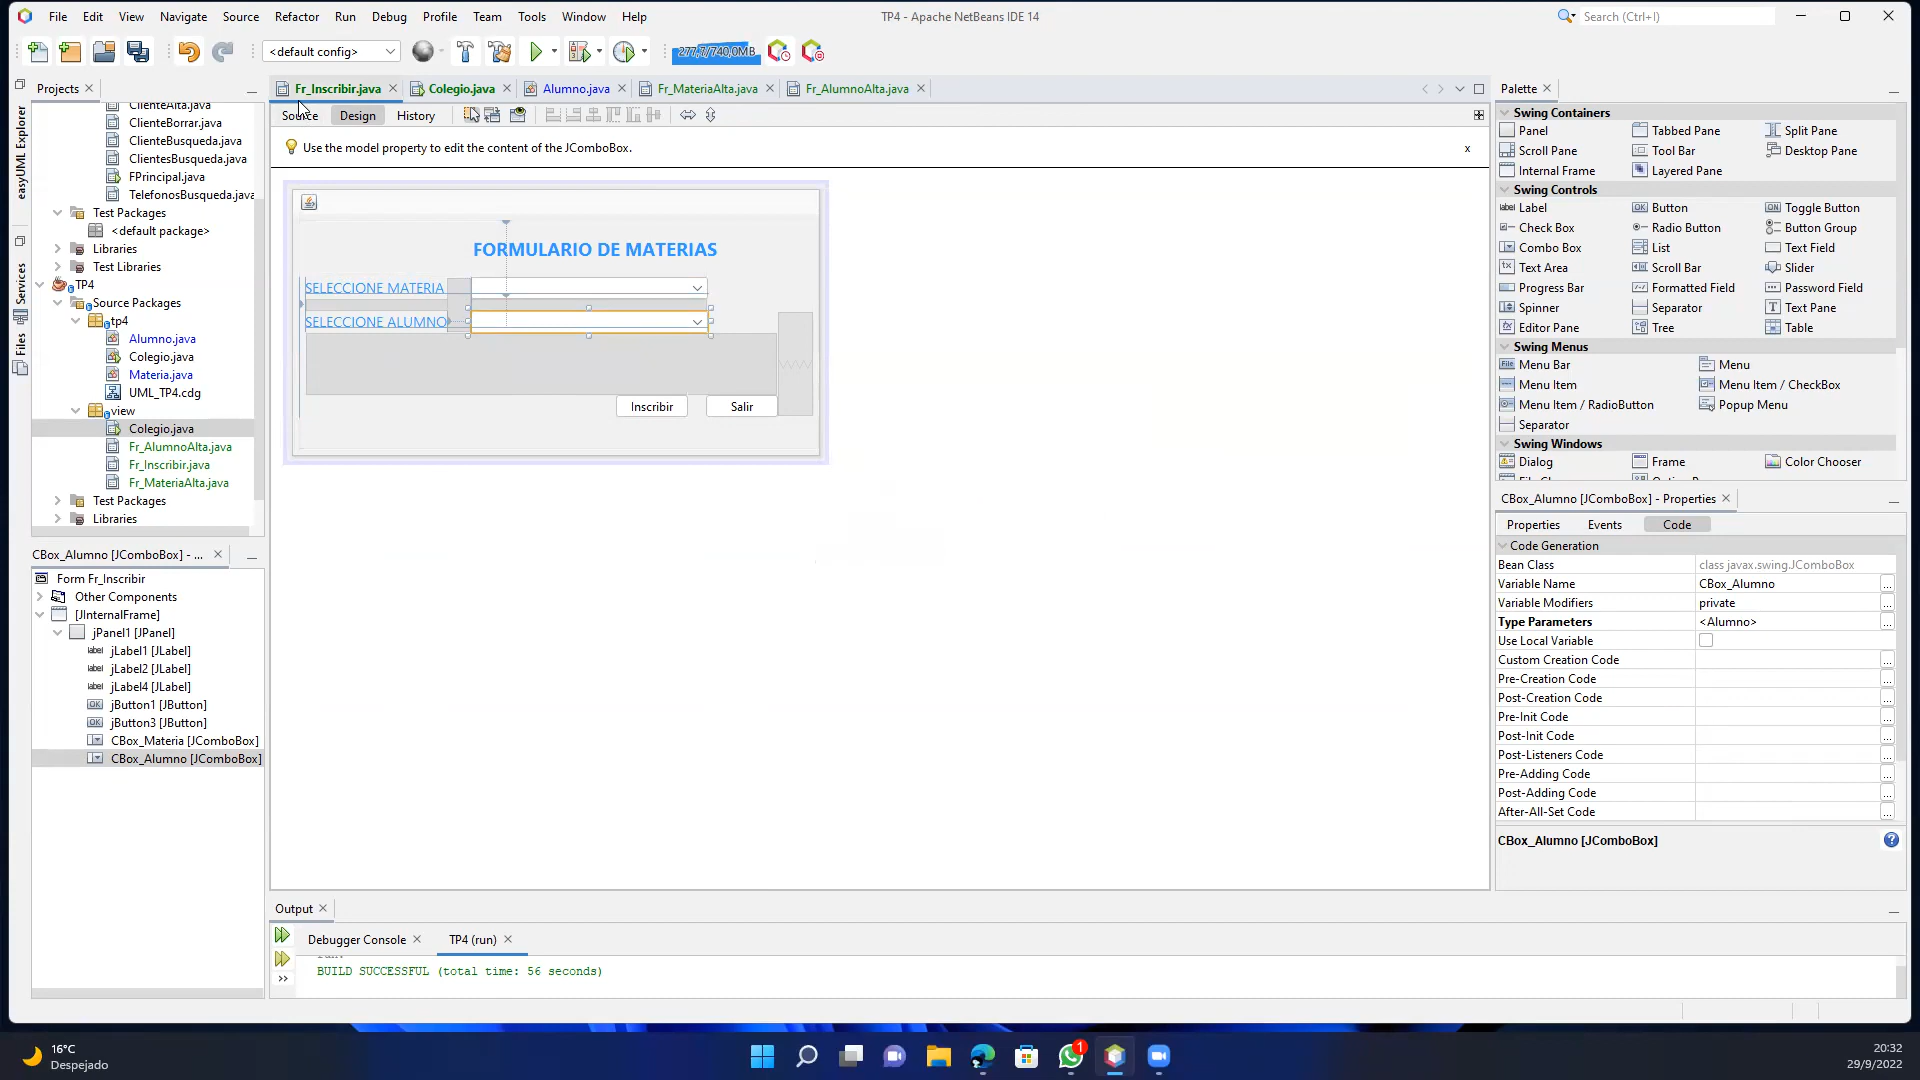 File Edit View Navigate Source Refactor Run Debug Profile Team Tools Window Help
TP4 - Apache NetBeans IDE 14
Search (Ctrl+I)
<default config>
277,7/740,0MB
Projects
ClienteAlta.java
ClienteBorrar.java
ClienteBusqueda.java
ClientesBusqueda.java
FPrincipal.java
TelefonosBusqueda.java
Test Packages
<default package>
Libraries
Test Libraries
TP4
Source Packages
tp4
Alumno.java
Colegio.java
Materia.java
UML_TP4.cdg
view
Colegio.java
Fr_AlumnoAlta.java
Fr_Inscribir.java
Fr_MateriaAlta.java
Test Packages
Libraries
easyUML Explorer
Services
Files
CBox_Alumno [JComboBox] - ...
Form Fr_Inscribir
Other Components
[JInternalFrame]
jPanel1 [JPanel]
jLabel1 [JLabel]
jLabel2 [JLabel]
jLabel4 [JLabel]
jButton1 [JButton]
jButton3 [JButton]
CBox_Materia [JComboBox]
CBox_Alumno [JComboBox]
Fr_Inscribir.java Colegio.java Alumno.java Fr_MateriaAlta.java Fr_AlumnoAlta.java
Source Design History
Use the model property to edit the content of the JComboBox.
x
FORMULARIO DE MATERIAS
SELECCIONE MATERIA
SELECCIONE ALUMNO
Inscribir Salir
Output
Debugger Console TP4 (run)
BUILD SUCCESSFUL (total time: 56 seconds)
Palette
Swing Containers
Panel Tabbed Pane Split Pane
Scroll Pane Tool Bar Desktop Pane
Internal Frame Layered Pane
Swing Controls
label Label OK Button ON Toggle Button
Check Box Radio Button Button Group
Combo Box List Text Field
Text Area Scroll Bar Slider
Progress Bar Formatted Field Password Field
Spinner Separator Text Pane
Editor Pane Tree Table
Swing Menus
Menu Bar Menu
Menu Item Menu Item / CheckBox
Menu Item / RadioButton Popup Menu
Separator
Swing Windows
Dialog Frame Color Chooser
CBox_Alumno [JComboBox] - Properties
Properties Events Code
Code Generation
Bean Class class javax.swing.JComboBox
Variable Name CBox_Alumno ...
Variable Modifiers private ...
Type Parameters <Alumno> ...
Use Local Variable
Custom Creation Code ...
Pre-Creation Code ...
Post-Creation Code ...
Pre-Init Code ...
Post-Init Code ...
Post-Listeners Code ...
Pre-Adding Code ...
Post-Adding Code ...
After-All-Set Code ...
CBox_Alumno [JComboBox]
16°C
Despejado
1
20:32
29/9/2022